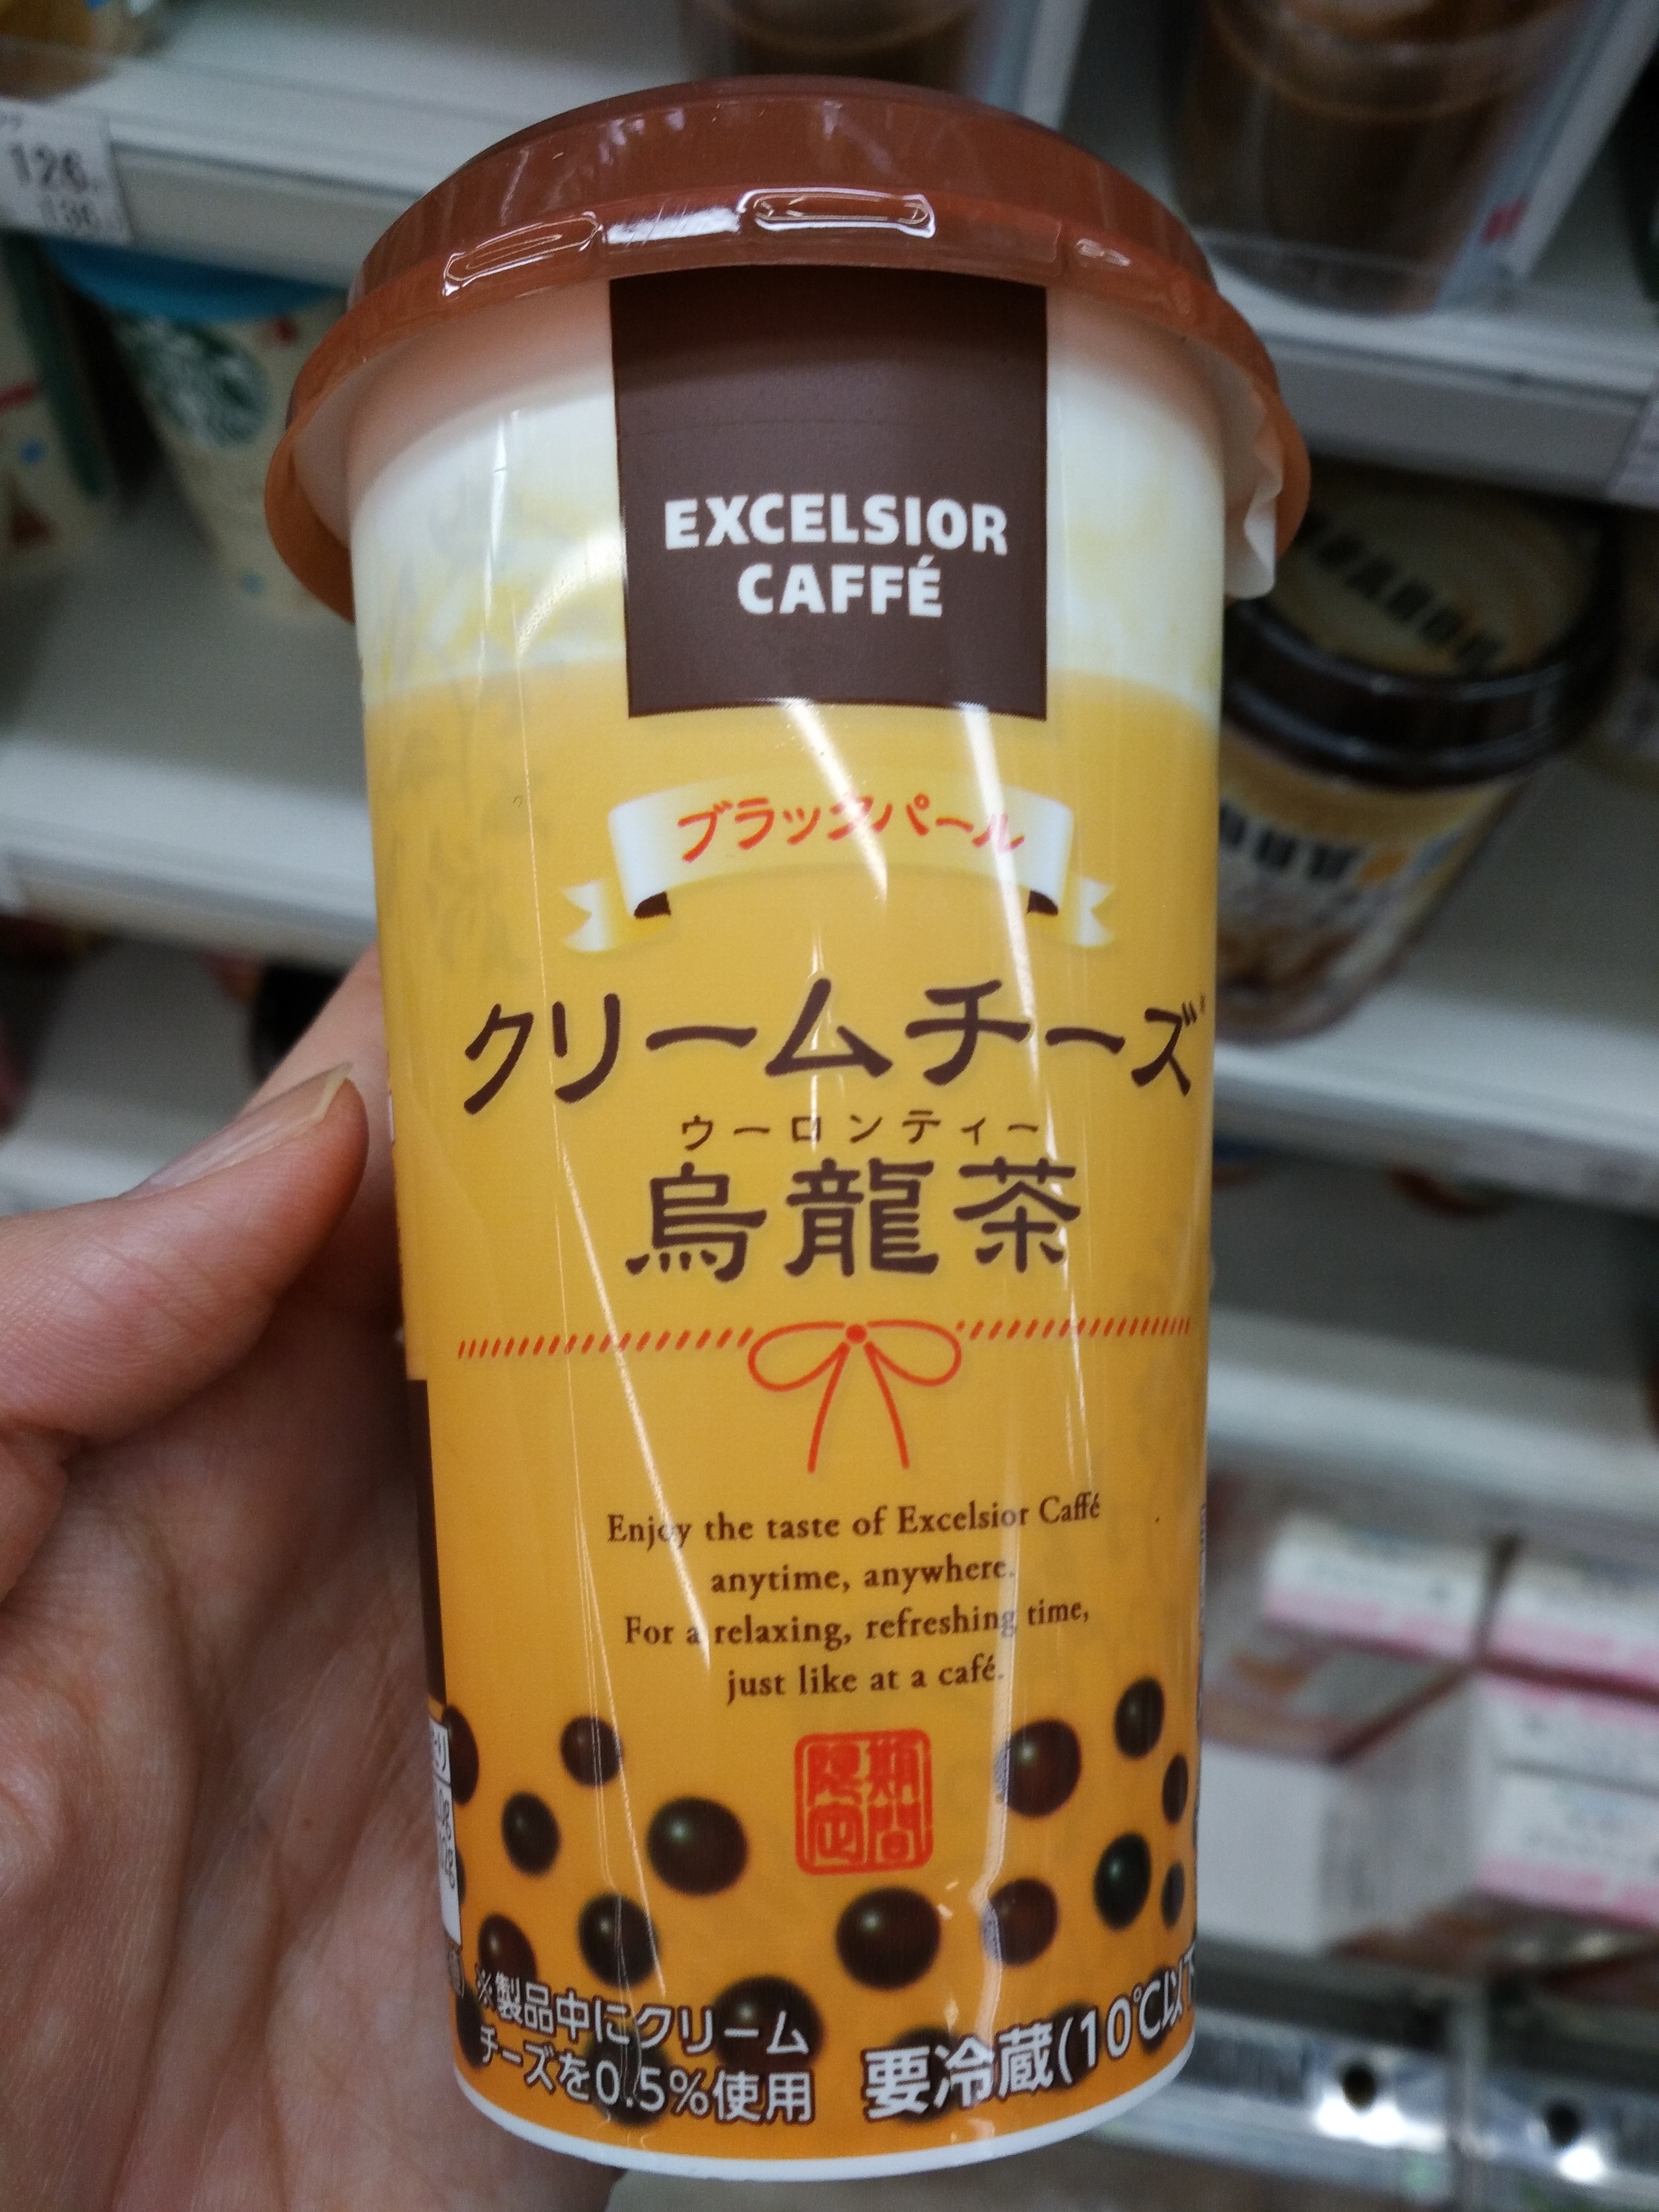 126
136
EXCELSIOR
CAFFÉ
ブラックパール
クリームチーズ※
ウーロンティー
烏龍茶
Enjoy the taste of Excelsior Caffé
anytime, anywhere.
For a relaxing, refreshing time,
just like at a café.
期間
限定
※製品中にクリーム
チーズを0.5%使用
要冷蔵(10℃以下